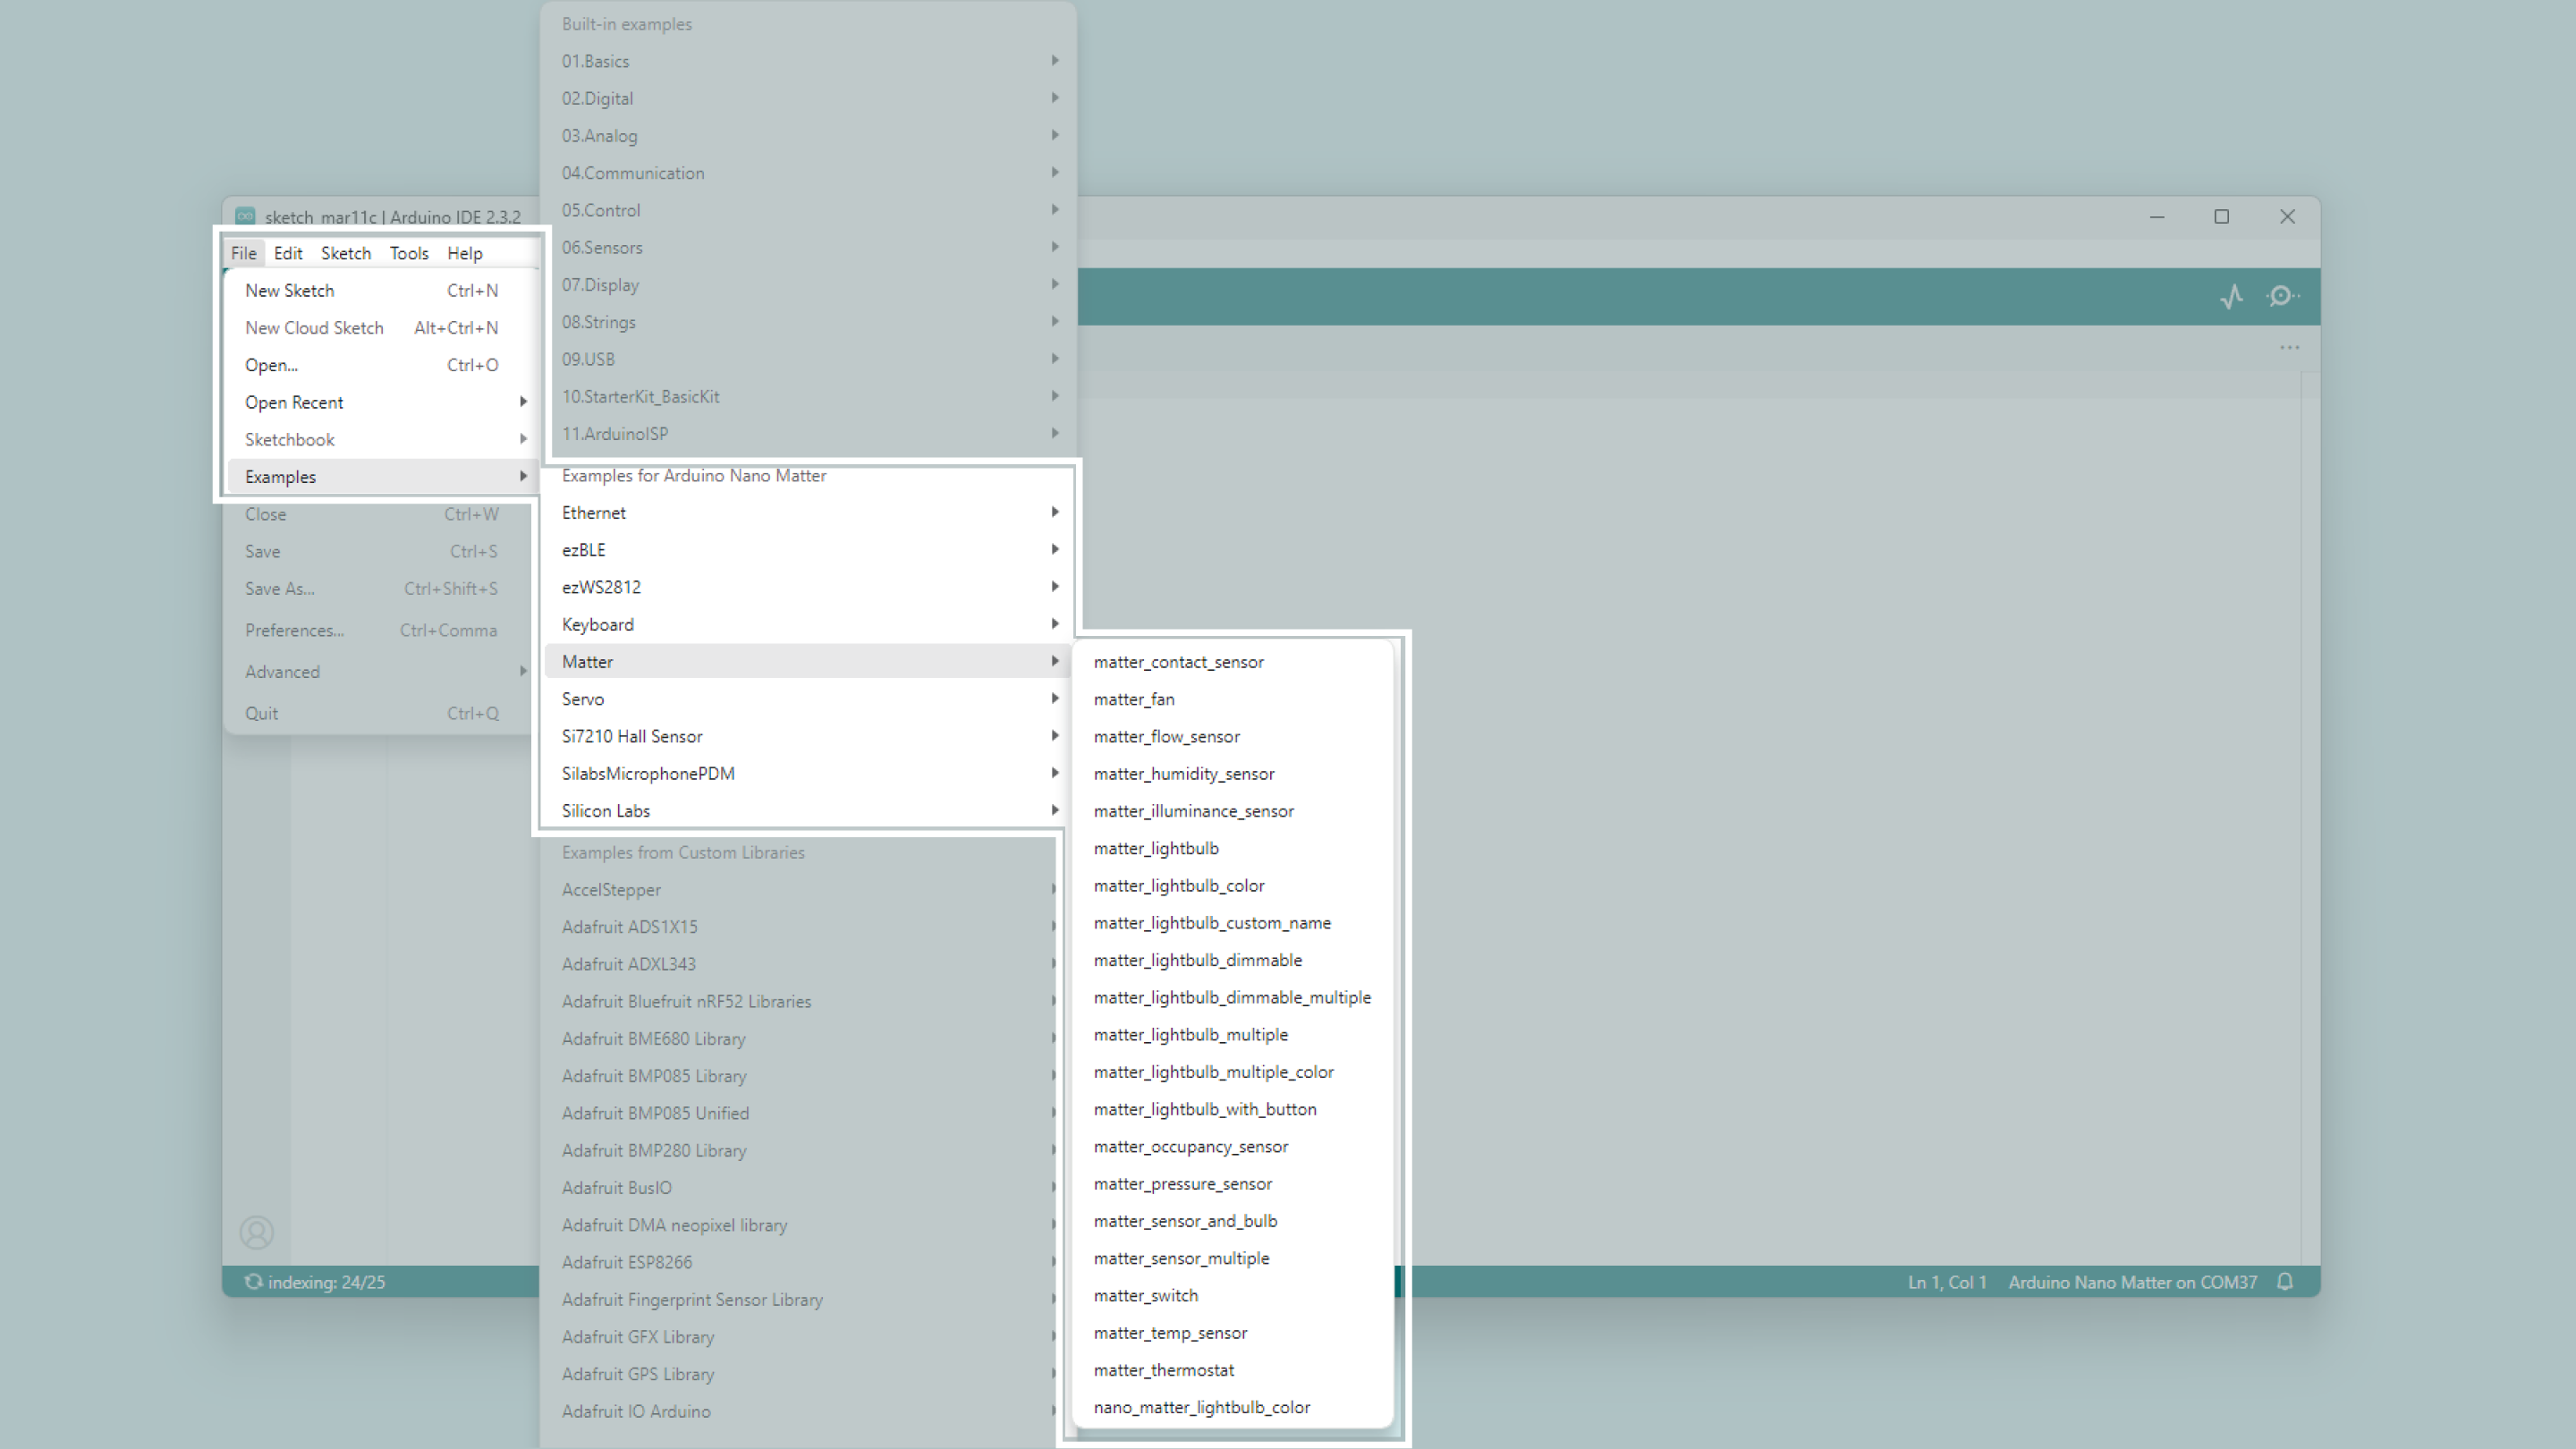 sketch_mar11c | Arduino IDE 2.3.2
File Edit Sketch Tools Help
New Sketch Ctrl+N
New Cloud Sketch Alt+Ctrl+N
Open... Ctrl+O
Open Recent
Sketchbook
Examples
Close Ctrl+W
Save Ctrl+S
Save As... Ctrl+Shift+S
Preferences... Ctrl+Comma
Advanced
Quit Ctrl+Q
Built-in examples
01.Basics
02.Digital
03.Analog
04.Communication
05.Control
06.Sensors
07.Display
08.Strings
09.USB
10.StarterKit_BasicKit
11.ArduinoISP
Examples for Arduino Nano Matter
Ethernet
ezBLE
ezWS2812
Keyboard
Matter
Servo
Si7210 Hall Sensor
SilabsMicrophonePDM
Silicon Labs
Examples from Custom Libraries
AccelStepper
Adafruit ADS1X15
Adafruit ADXL343
Adafruit Bluefruit nRF52 Libraries
Adafruit BME680 Library
Adafruit BMP085 Library
Adafruit BMP085 Unified
Adafruit BMP280 Library
Adafruit BusIO
Adafruit DMA neopixel library
Adafruit ESP8266
Adafruit Fingerprint Sensor Library
Adafruit GFX Library
Adafruit GPS Library
Adafruit IO Arduino
matter_contact_sensor
matter_fan
matter_flow_sensor
matter_humidity_sensor
matter_illuminance_sensor
matter_lightbulb
matter_lightbulb_color
matter_lightbulb_custom_name
matter_lightbulb_dimmable
matter_lightbulb_dimmable_multiple
matter_lightbulb_multiple
matter_lightbulb_multiple_color
matter_lightbulb_with_button
matter_occupancy_sensor
matter_pressure_sensor
matter_sensor_and_bulb
matter_sensor_multiple
matter_switch
matter_temp_sensor
matter_thermostat
nano_matter_lightbulb_color
indexing: 24/25
Ln 1, Col 1 Arduino Nano Matter on COM37